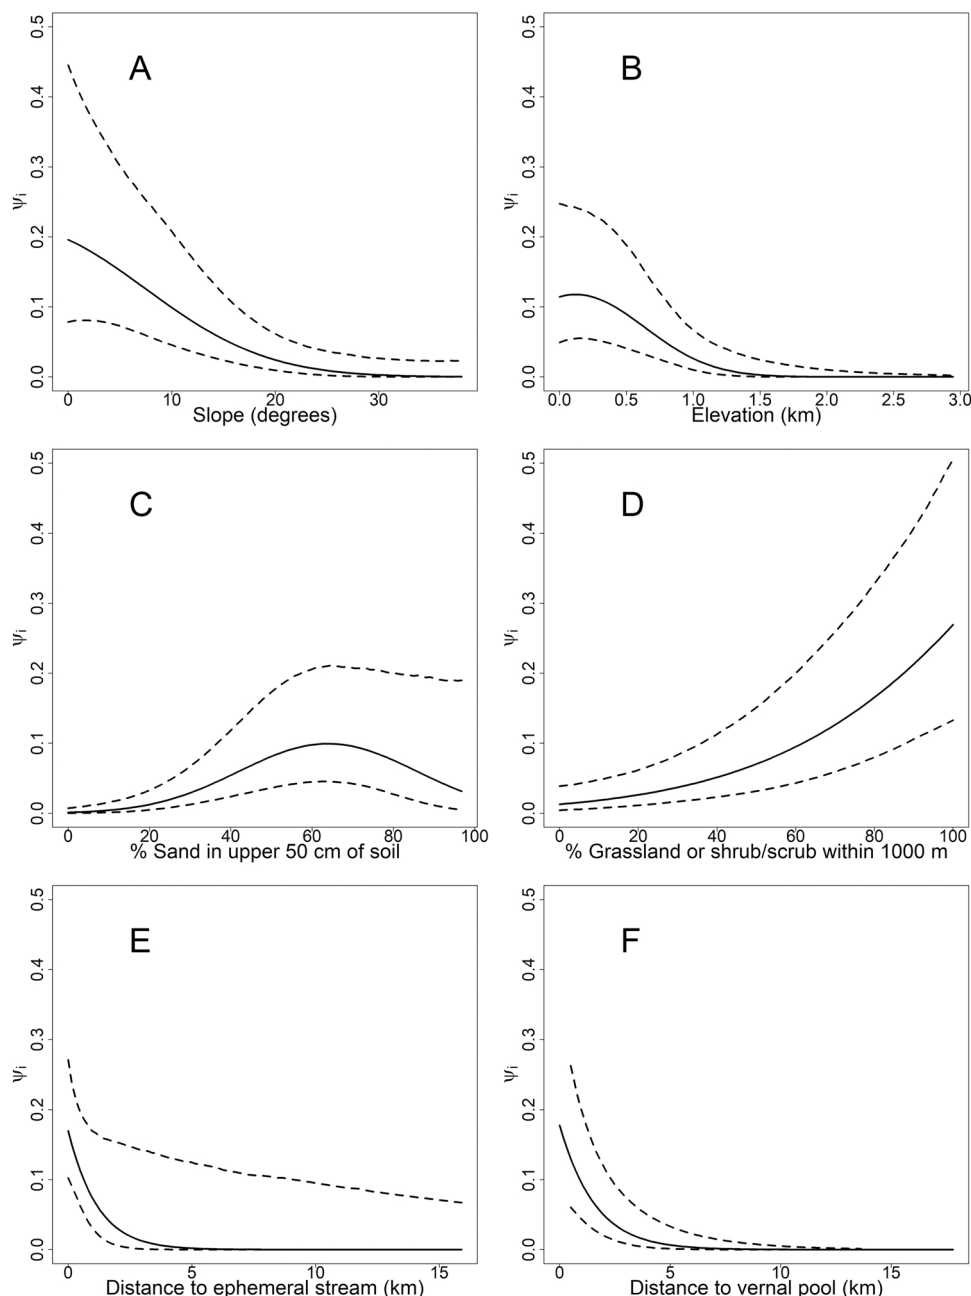 A
B
0.0 0.1 0.2 0.3 0.4 0.5
ψi
0 10 20 30
Slope (degrees)
0.0 0.1 0.2 0.3 0.4 0.5
ψi
0.0 0.5 1.0 1.5 2.0 2.5 3.0
Elevation (km)
C
D
0.0 0.1 0.2 0.3 0.4 0.5
ψi
0 20 40 60 80 100
% Sand in upper 50 cm of soil
0.0 0.1 0.2 0.3 0.4 0.5
ψi
0 20 40 60 80 100
% Grassland or shrub/scrub within 1000 m
E
F
0.0 0.1 0.2 0.3 0.4 0.5
ψi
0 5 10 15
Distance to ephemeral stream (km)
0.0 0.1 0.2 0.3 0.4 0.5
ψi
0 5 10 15
Distance to vernal pool (km)